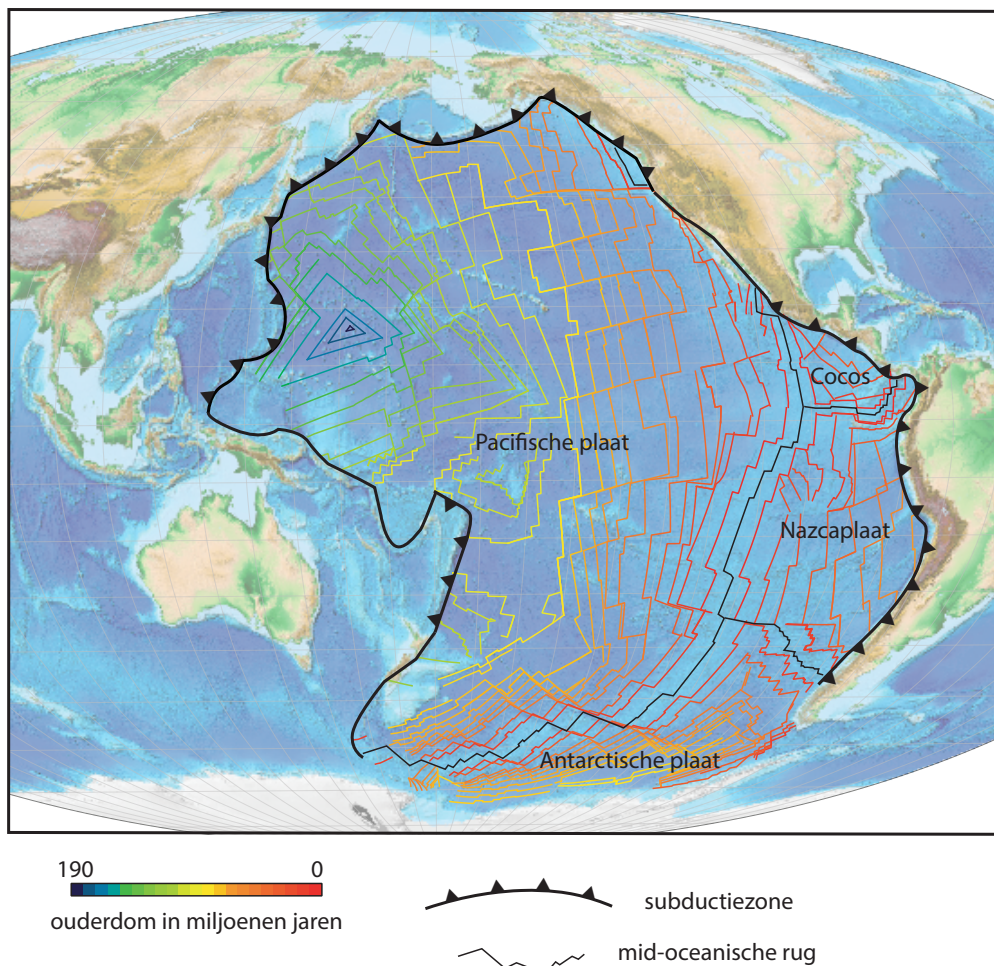 Cocos
Pacifische plaat
Nazcaplaat
Antarctische plaat
190 0
ouderdom in miljoenen jaren
subductiezone
mid-oceanische rug